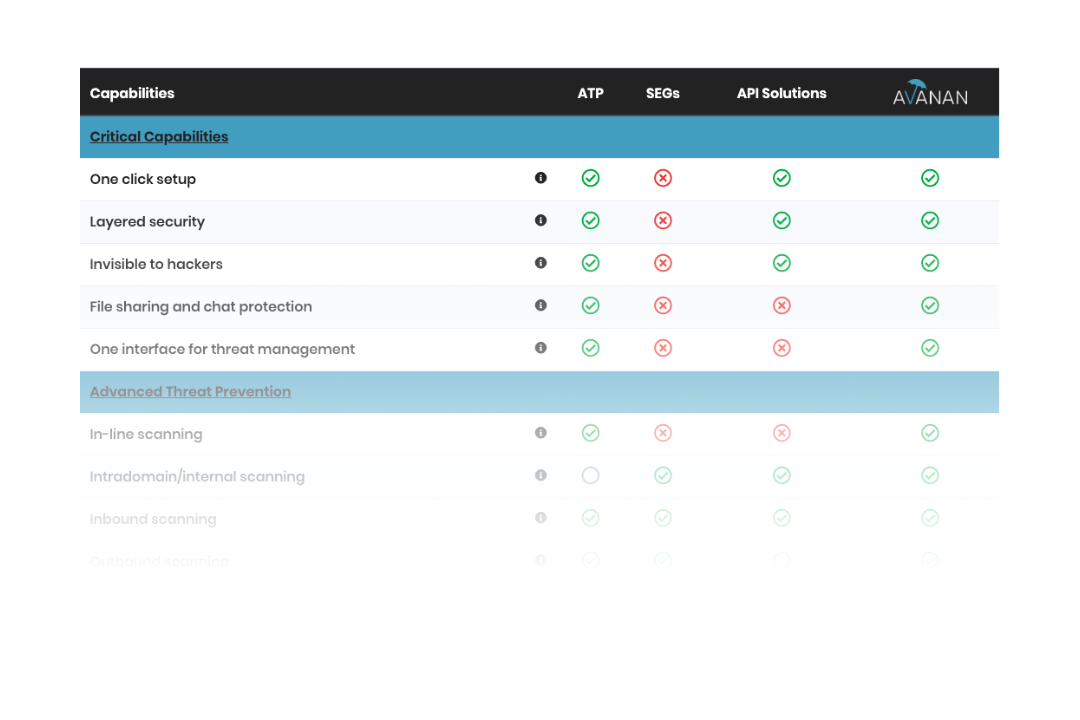 Capabilities ATP SEGs API Solutions AVANAN
Critical Capabilities
One click setup
Layered security
Invisible to hackers
File sharing and chat protection
One interface for threat management
Advanced Threat Prevention
In-line scanning
Intradomain/internal scanning
Inbound scanning
Outbound scanning